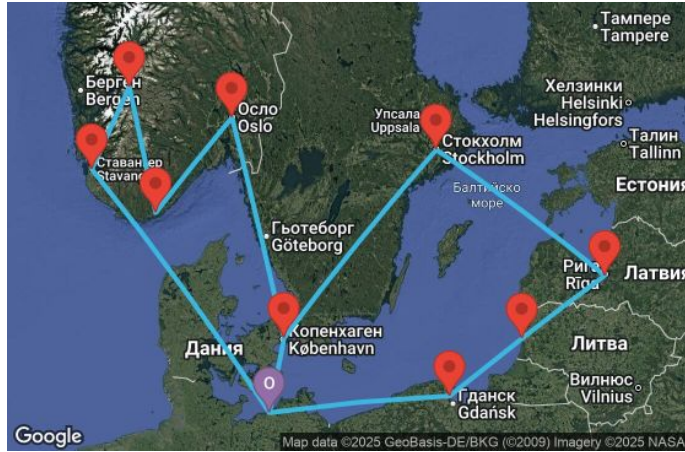 Тампере
Tampere
Берген
Bergen
Хелзинки
Helsinki
Helsingfors
Осло
Oslo
Упсала
Uppsala
Стокхолм
Stockholm
Талин
Tallinn
Ставангер
Stavang
Естония
Балтийско
море
Гьотеборг
Göteborg
Рига
Rīga
Латвия
Копенхаген
København
Дания
Литва
Вилнюс
Vilnius
Гданск
Gdańsk
O
Google
Map data ©2025 GeoBasis-DE/BKG (©2009) Imagery ©2025 NASA